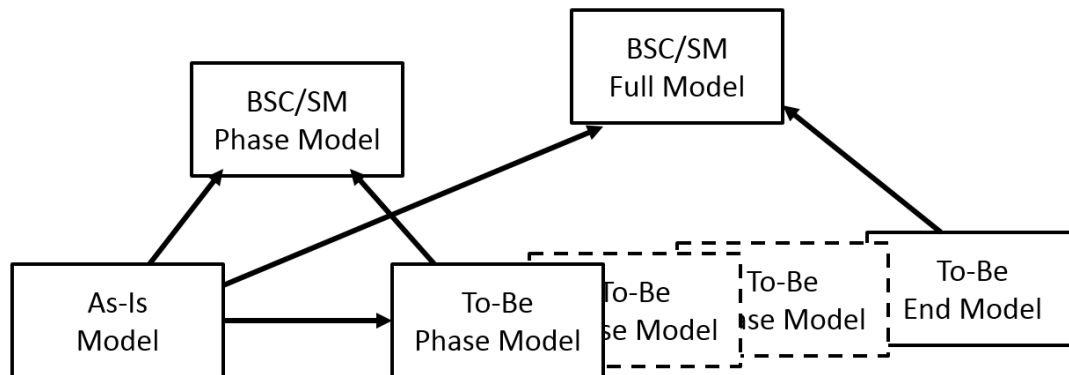 BSC/SM
Full Model
BSC/SM
Phase Model
As-Is
Model
To-Be
Phase Model
To-Be
se Model
To-Be
ase Model
To-Be
End Model